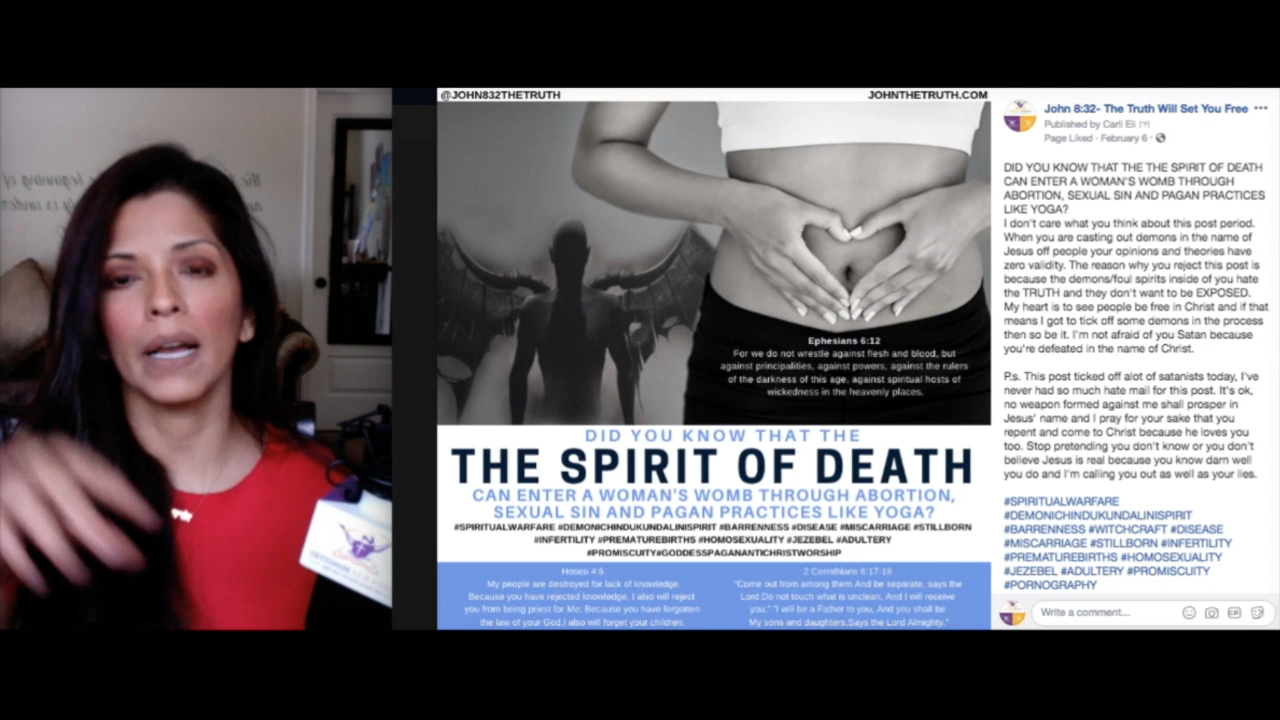 @JOHN832THETRUTH
JOHNTHETRUTH.COM
Ephesians 6:12
For we do not wrestle against flesh and blood, but
against principalities, against powers, against the rulers
of the darkness of this age, against spiritual hosts of
wickedness in the heavenly places.
DID YOU KNOW THAT THE
THE SPIRIT OF DEATH
CAN ENTER A WOMAN'S WOMB THROUGH ABORTION,
SEXUAL SIN AND PAGAN PRACTICES LIKE YOGA?
#SPIRITUALWARFARE #DEMONICHINDUKUNDALINISPIRIT #BARRENNESS #DISEASE #MISCARRIAGE #STILLBORN
#INFERTILITY #PREMATUREBIRTHS #HOMOSEXUALITY #JEZEBEL #ADULTERY
#PROMISCUITY#GODDESSPAGANANTICHRISTWORSHIP
Hosea 4:6
My people are destroyed for lack of knowledge.
Because you have rejected knowledge, I also will reject
you from being priest for Me; Because you have forgotten
the law of your God,I also will forget your children.
2 Corinthians 6:17-18
"Come out from among them And be separate, says the
Lord.Do not touch what is unclean, And I will receive
you." "I will be a Father to you, And you shall be
My sons and daughters,Says the Lord Almighty."
John 8:32- The Truth Will Set You Free
Published by Carli Eli [?]
Page Liked · February 6 ·
DID YOU KNOW THAT THE THE SPIRIT OF DEATH
CAN ENTER A WOMAN'S WOMB THROUGH
ABORTION, SEXUAL SIN AND PAGAN PRACTICES
LIKE YOGA?
I don't care what you think about this post period.
When you are casting out demons in the name of
Jesus off people your opinions and theories have
zero validity. The reason why you reject this post is
because the demons/foul spirits inside of you hate
the TRUTH and they don't want to be EXPOSED.
My heart is to see people be free in Christ and if that
means I got to tick off some demons in the process
then so be it. I'm not afraid of you Satan because
you're defeated in the name of Christ.
P.s. This post ticked off alot of satanists today, I've
never had so much hate mail for this post. It's ok,
no weapon formed against me shall prosper in
Jesus' name and I pray for your sake that you
repent and come to Christ because he loves you
too. Stop pretending you don't know or you don't
believe Jesus is real because you know darn well
you do and I'm calling you out as well as your lies.
#SPIRITUALWARFARE
#DEMONICHINDUKUNDALINISPIRIT
#BARRENNESS #WITCHCRAFT #DISEASE
#MISCARRIAGE #STILLBORN #INFERTILITY
#PREMATUREBIRTHS #HOMOSEXUALITY
#JEZEBEL #ADULTERY #PROMISCUITY
#PORNOGRAPHY
Write a comment...